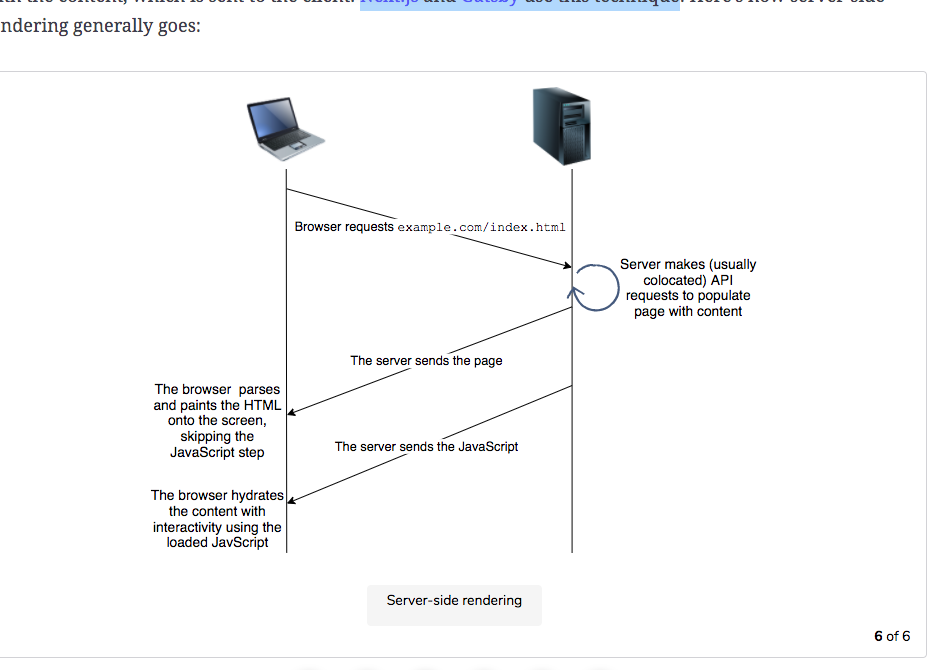 the content, which is sent to the client. Next.js and Gatsby use this technique. Here's how server-side
ndering generally goes:
Browser requests example.com/index.html
Server makes (usually
colocated) API
requests to populate
page with content
The server sends the page
The browser parses
and paints the HTML
onto the screen,
skipping the
JavaScript step
The server sends the JavaScript
The browser hydrates
the content with
interactivity using the
loaded JavScript
Server-side rendering
6 of 6